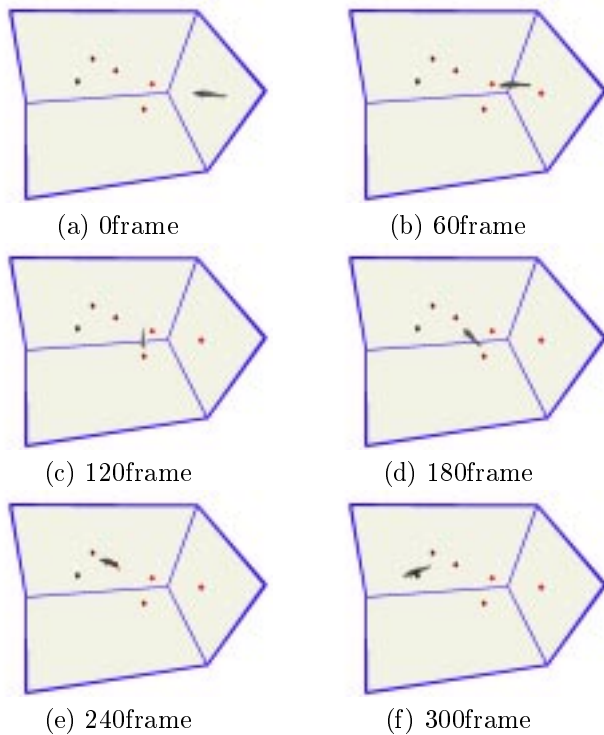 (a) 0frame
(b) 60frame
(c) 120frame
(d) 180frame
(e) 240frame
(f) 300frame